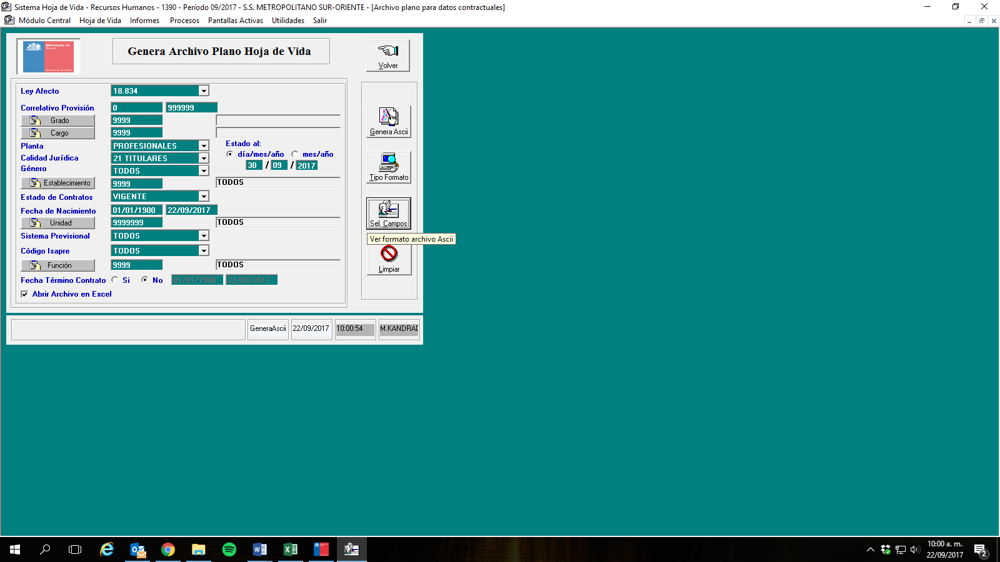 Sistema Hoja de Vida - Recursos Humanos - 1390 - Período 09/2017 - S.S. METROPOLITANO SUR-ORIENTE - [Archivo plano para datos contractuales]
Módulo Central Hoja de Vida Informes Procesos Pantallas Activas Utilidades Salir
Ministerio de Salud
Gobierno de Chile
Genera Archivo Plano Hoja de Vida
Volver
Ley Afecto 18.834
Correlativo Provisión 0 999999
Grado 9999
Cargo 9999
Planta PROFESIONALES
Estado al:
Calidad Jurídica 21 TITULARES
día/mes/año mes/año
Género TODOS
30 / 09 / 2017
Establecimiento 9999 TODOS
Estado de Contratos VIGENTE
Fecha de Nacimiento 01/01/1900 22/09/2017
Unidad 9999999 TODOS
Sistema Previsional TODOS
Código Isapre TODOS
Función 9999 TODOS
Fecha Término Contrato Si No 01/01/1900 22/09/2017
Abrir Archivo en Excel
Genera Ascii
Tipo Formato
Sel. Campos
Ver formato archivo Ascii
Limpiar
GeneraAscii 22/09/2017 10:00:54 M.KANDRAD
10:00 a. m.
22/09/2017
2